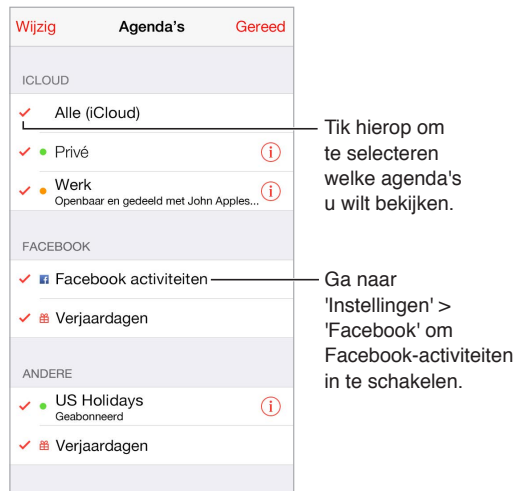 Wijzig Agenda's Gereed
ICLOUD
Alle (iCloud)
Privé
Werk
Openbaar en gedeeld met John Apples...
FACEBOOK
Facebook activiteiten
Verjaardagen
ANDERE
US Holidays
Geabonneerd
Verjaardagen
Tik hierop om
te selecteren
welke agenda's
u wilt bekijken.
Ga naar
'Instellingen' >
'Facebook' om
Facebook-activiteiten
in te schakelen.